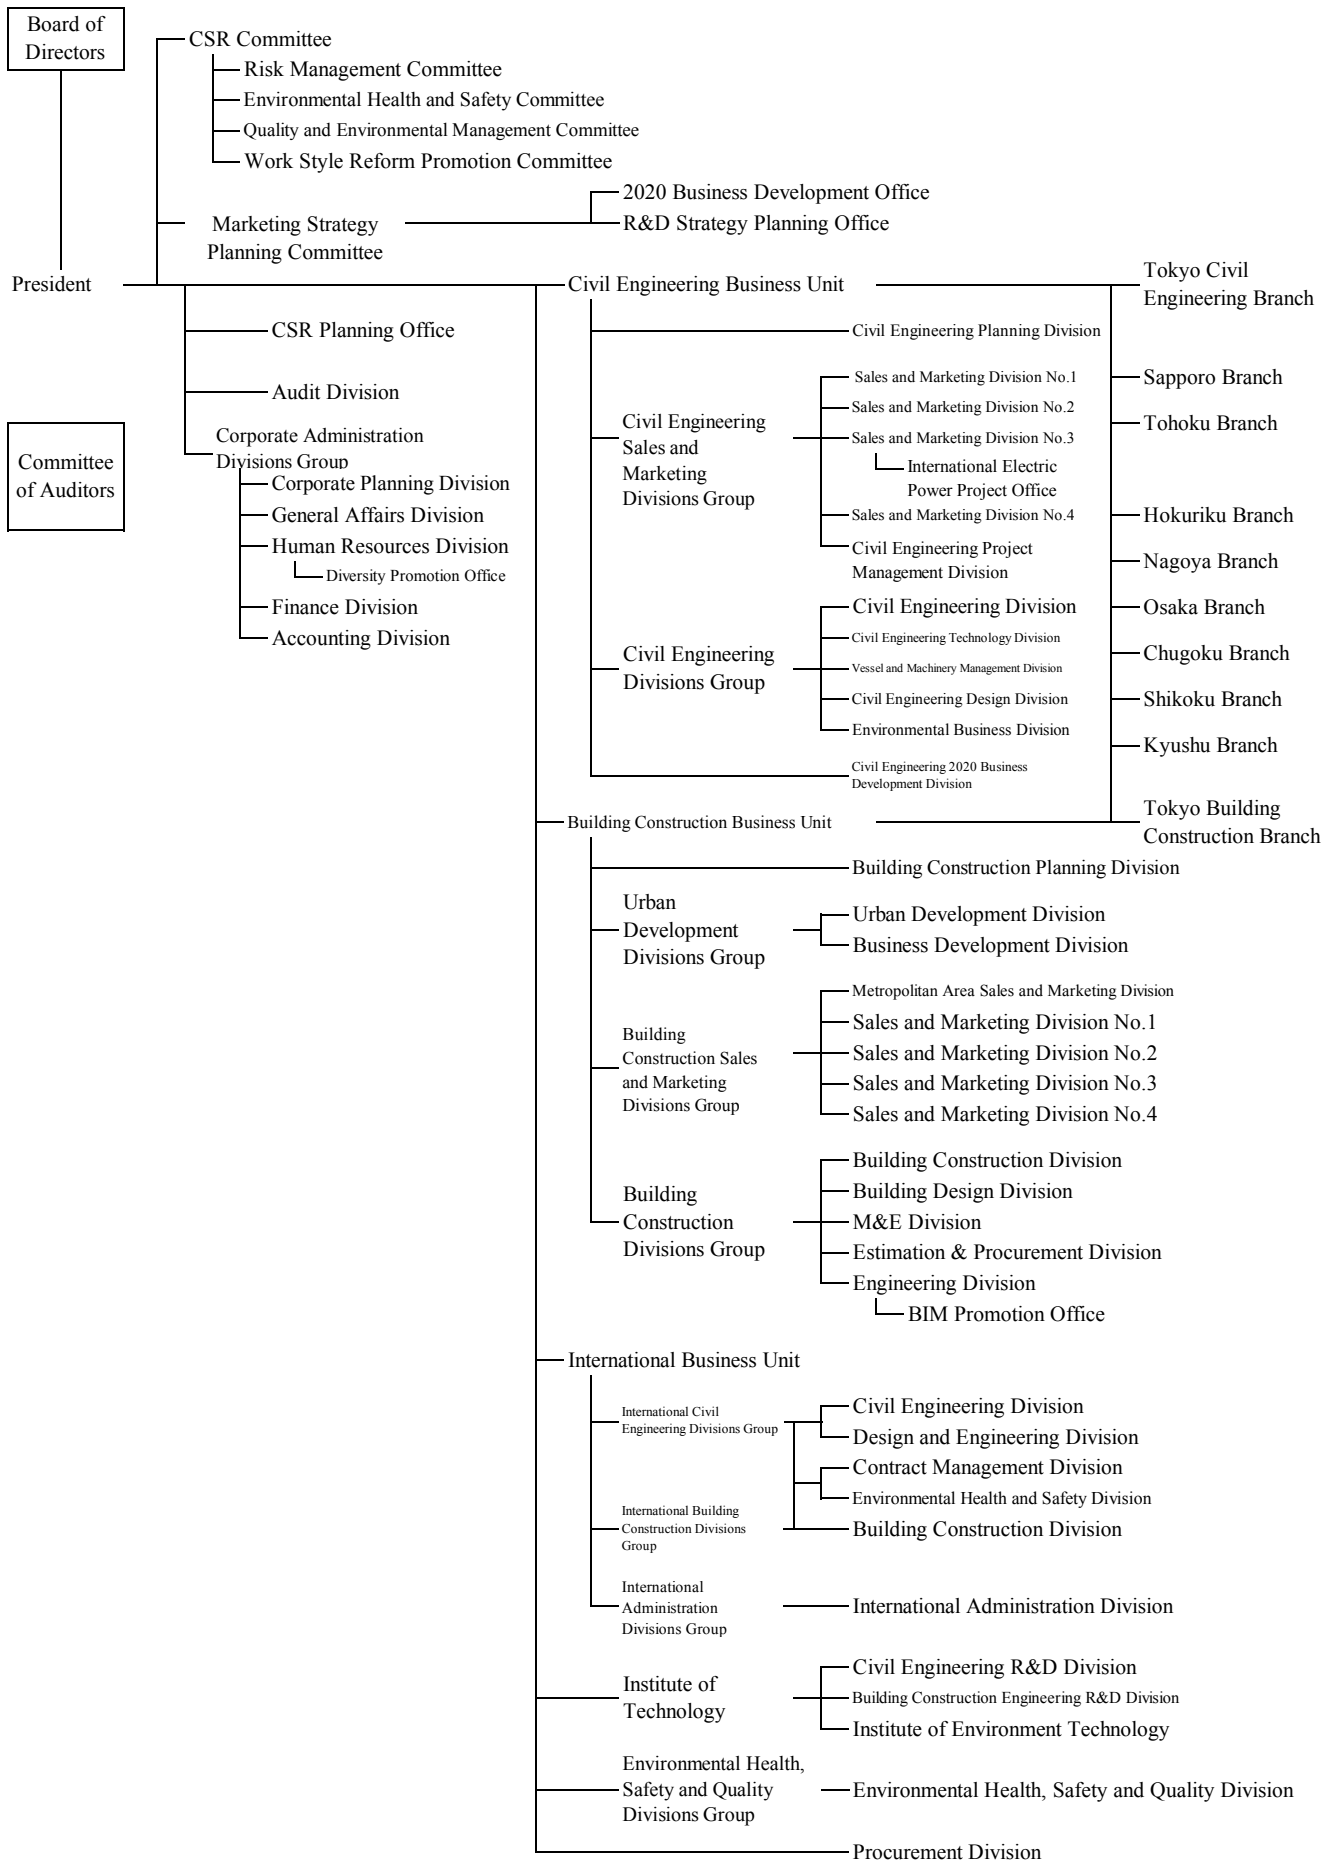 Board of
Directors
CSR Committee
Risk Management Committee
Environmental Health and Safety Committee
Quality and Environmental Management Committee
Work Style Reform Promotion Committee
2020 Business Development Office
Marketing Strategy
Planning Committee
R&D Strategy Planning Office
President
Civil Engineering Business Unit
Tokyo Civil
Engineering Branch
CSR Planning Office
Civil Engineering Planning Division
Audit Division
Corporate Administration
Divisions Group
Committee
of Auditors
Corporate Planning Division
General Affairs Division
Human Resources Division
Diversity Promotion Office
Finance Division
Accounting Division
Civil Engineering
Sales and
Marketing
Divisions Group
Sales and Marketing Division No.1
Sales and Marketing Division No.2
Sales and Marketing Division No.3
International Electric
Power Project Office
Sales and Marketing Division No.4
Civil Engineering Project
Management Division
Civil Engineering
Divisions Group
Civil Engineering Division
Civil Engineering Technology Division
Vessel and Machinery Management Division
Civil Engineering Design Division
Environmental Business Division
Civil Engineering 2020 Business
Development Division
Sapporo Branch
Tohoku Branch
Hokuriku Branch
Nagoya Branch
Osaka Branch
Chugoku Branch
Shikoku Branch
Kyushu Branch
Building Construction Business Unit
Tokyo Building
Construction Branch
Building Construction Planning Division
Urban
Development
Divisions Group
Urban Development Division
Business Development Division
Building
Construction Sales
and Marketing
Divisions Group
Metropolitan Area Sales and Marketing Division
Sales and Marketing Division No.1
Sales and Marketing Division No.2
Sales and Marketing Division No.3
Sales and Marketing Division No.4
Building
Construction
Divisions Group
Building Construction Division
Building Design Division
M&E Division
Estimation & Procurement Division
Engineering Division
BIM Promotion Office
International Business Unit
International Civil
Engineering Divisions Group
Civil Engineering Division
Design and Engineering Division
Contract Management Division
Environmental Health and Safety Division
International Building
Construction Divisions
Group
Building Construction Division
International
Administration
Divisions Group
International Administration Division
Institute of
Technology
Civil Engineering R&D Division
Building Construction Engineering R&D Division
Institute of Environment Technology
Environmental Health,
Safety and Quality
Divisions Group
Environmental Health, Safety and Quality Division
Procurement Division